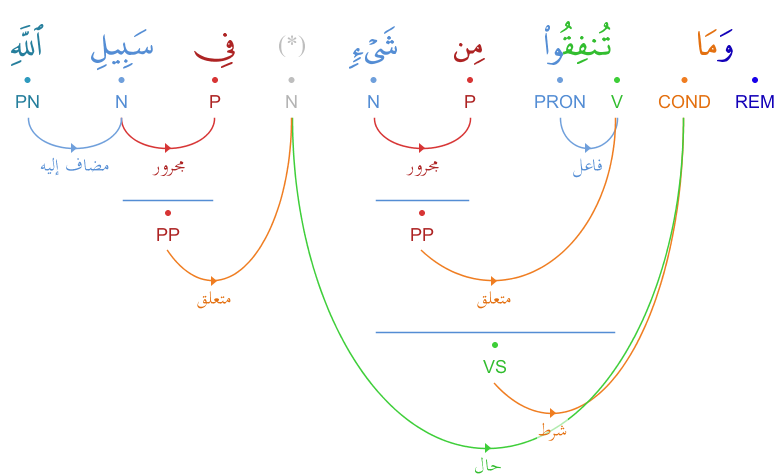 وَمَا تُنفِقُوا۟ مِن شَىْءٍ (*) فِى سَبِيلِ ٱللَّهِ
REM COND V PRON P N N P N PN
فاعل مجرور مجرور مضاف إليه
PP PP
متعلق متعلق
VS
شرط
حال